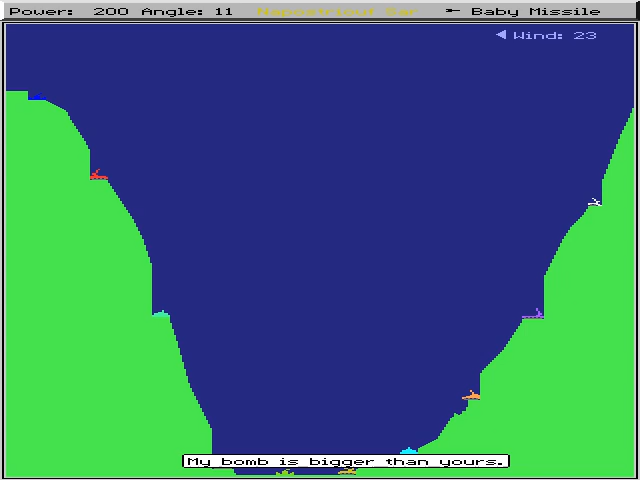 Power: 200 Angle: 11 Baby Missile
Wind: 23
My bomb is bigger than yours.